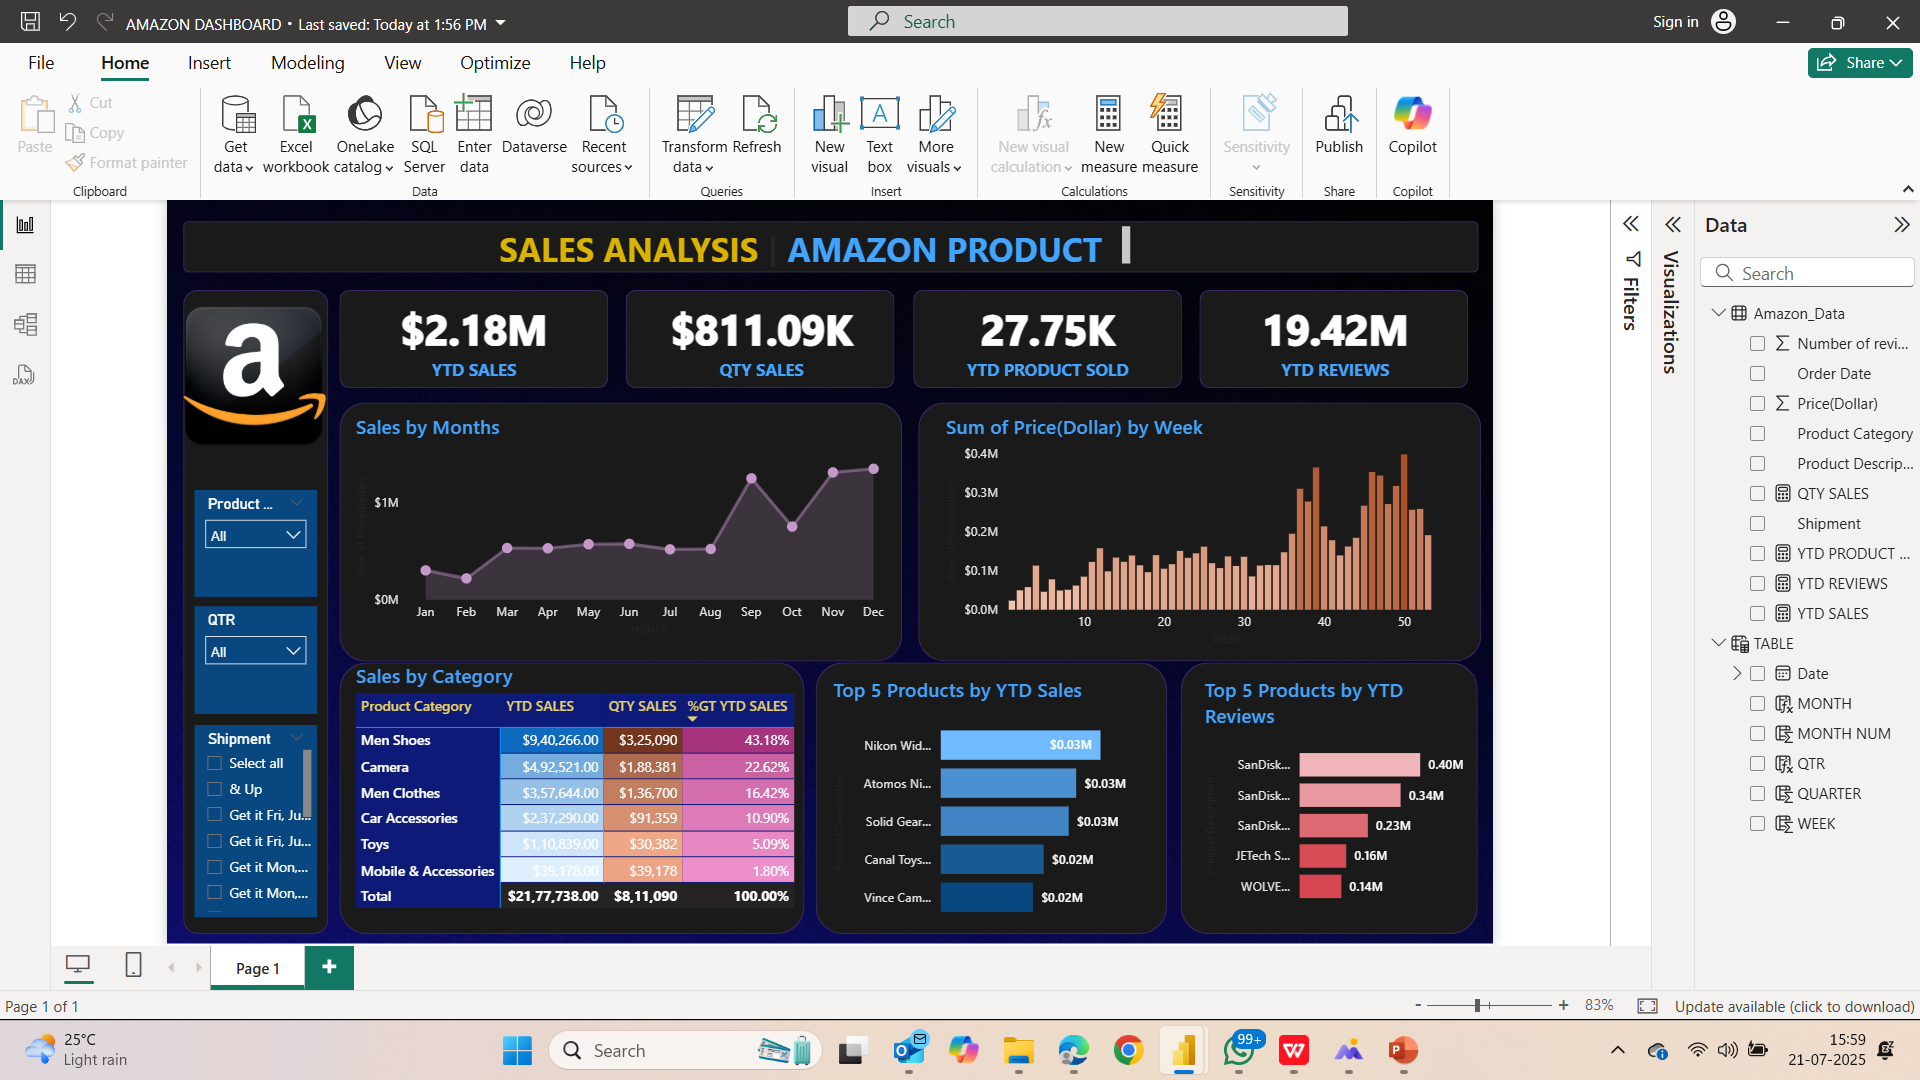 AMAZON DASHBOARD • Last saved: Today at 1:56 PM
Search
Sign in
File Home Insert Modeling View Optimize Help
Share
Paste
Cut
Copy
Format painter
Clipboard
Get data
Excel workbook
OneLake catalog
SQL Server
Enter data
Dataverse
Recent sources
Data
Transform data
Refresh
Queries
New visual
Text box
More visuals
Insert
New visual calculation
New measure
Quick measure
Calculations
Sensitivity
Sensitivity
Publish
Share
Copilot
Copilot
SALES ANALYSIS | AMAZON PRODUCT
$2.18M
YTD SALES
$811.09K
QTY SALES
27.75K
YTD PRODUCT SOLD
19.42M
YTD REVIEWS
Product ...
All
QTR
All
Shipment
Select all
& Up
Get it Fri, Ju...
Get it Fri, Ju...
Get it Mon,...
Get it Mon,...
Sales by Months
Sum of Price(Dollar)
$1M
$0M
Jan Feb Mar Apr May Jun Jul Aug Sep Oct Nov Dec
MONTH
Sum of Price(Dollar) by Week
Sum of Price(Dollar)
$0.4M
$0.3M
$0.2M
$0.1M
$0.0M
10 20 30 40 50
WEEK
Sales by Category
Product Category YTD SALES QTY SALES %GT YTD SALES
Men Shoes $9,40,266.00 $3,25,090 43.18%
Camera $4,92,521.00 $1,88,381 22.62%
Men Clothes $3,57,644.00 $1,36,700 16.42%
Car Accessories $2,37,290.00 $91,359 10.90%
Toys $1,10,839.00 $30,382 5.09%
Mobile & Accessories $39,178.00 $39,178 1.80%
Total $21,77,738.00 $8,11,090 100.00%
Top 5 Products by YTD Sales
Product Description
Nikon Wid... $0.03M
Atomos Ni... $0.03M
Solid Gear... $0.03M
Canal Toys... $0.02M
Vince Cam... $0.02M
Top 5 Products by YTD
Reviews
Product Description
SanDisk... 0.40M
SanDisk... 0.34M
SanDisk... 0.23M
JETech S... 0.16M
WOLVE... 0.14M
Filters
Visualizations
Data
Search
Amazon_Data
Number of revi...
Order Date
Price(Dollar)
Product Category
Product Descrip...
QTY SALES
Shipment
YTD PRODUCT ...
YTD REVIEWS
YTD SALES
TABLE
Date
MONTH
MONTH NUM
QTR
QUARTER
WEEK
Page 1
Page 1 of 1
- + 83%
Update available (click to download)
25°C
Light rain
Search
99+
15:59
21-07-2025